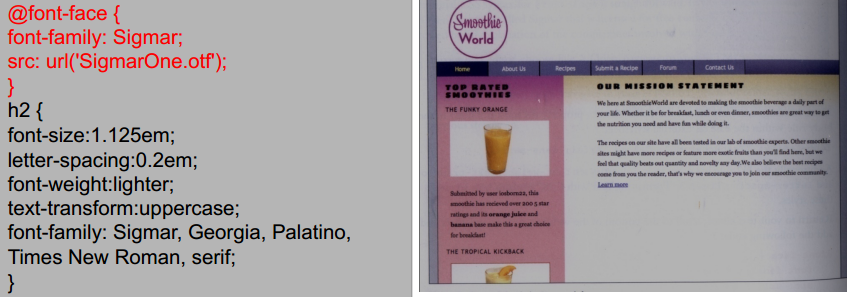 @font-face {
font-family: Sigmar;
src: url('SigmarOne.otf');
}
h2 {
font-size:1.125em;
letter-spacing:0.2em;
font-weight:lighter;
text-transform:uppercase;
font-family: Sigmar, Georgia, Palatino,
Times New Roman, serif;
}
Smoothie
World
Home About Us Recipes Submit a Recipe Forum Contact Us
TOP RATED
SMOOTHIES
THE FUNKY ORANGE
Submitted by user this
smoothie has recieved over 200 5 star
ratings and its orange juice and
banana base make this a great choice
for breakfast!
THE TROPICAL KICKBACK
OUR MISSION STATEMENT
We here at SmoothieWorld are devoted to making the smoothie beverage a daily part of
your life. Whether it be for breakfast, lunch or even dinner, smoothies are great way to get
the nutrition you need and have fun while doing it.
The recipes on our site have all been tested in our lab of smoothie experts. Other smoothie
sites might have more recipes or feature more exotic fruits than you'll find here, but we
feel that quality beats out quantity and novelty any day. We also believe the best recipes
come from you the reader, that's why we encourage you to join our smoothie community.
Learn more